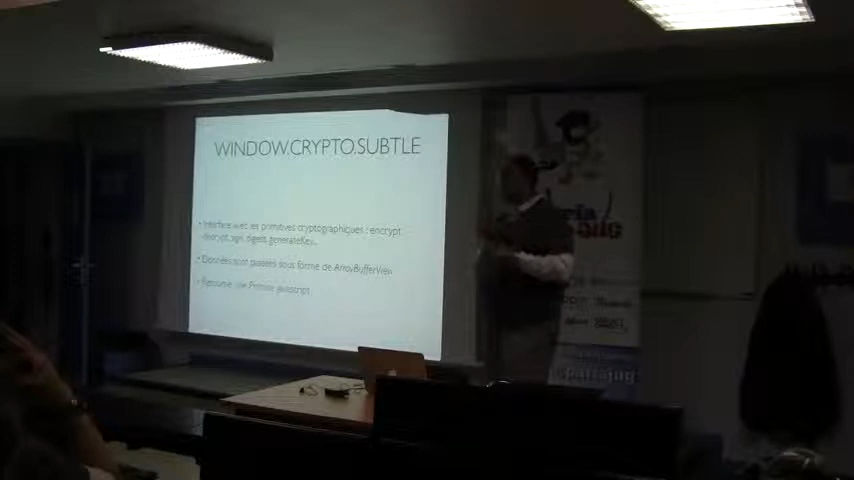 WINDOW.CRYPTO.SUBTLE
• Interface avec les primitives cryptographiques : encrypt
decrypt, sign, digest, generateKey...
• Données sont passées sous forme de ArrayBufferView
• Retourne une Promise Javascript